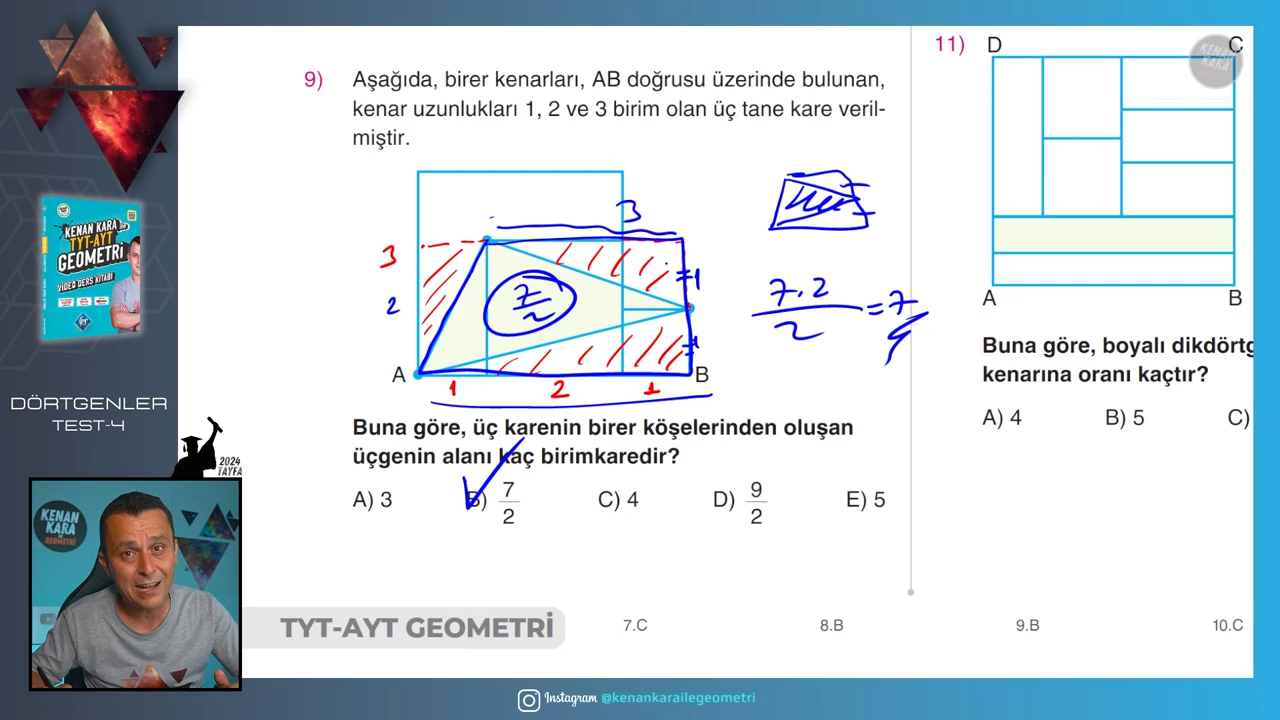 9)
Aşağıda, birer kenarları, AB doğrusu üzerinde bulunan,
kenar uzunlukları 1, 2 ve 3 birim olan üç tane kare veril-
miştir.
3
3
2
7/2
1
1
A
B
1
2
1
7.2
2
= 7
Buna göre, üç karenin birer köşelerinden oluşan
üçgenin alanı kaç birimkaredir?
A) 3
B) 7/2
C) 4
D) 9/2
E) 5
11)
D
C
KENAN
KARA
A
B
Buna göre, boyalı dikdörtg
kenarına oranı kaçtır?
A) 4
B) 5
C)
KENAN KARA
TYT-AYT
GEOMETRİ
VİDEO DERS KİTABI
DÖRTGENLER
TEST-4
2024
TAYFA
KENAN
KARA
GEOMETRİ
TYT-AYT GEOMETRİ
7.C
8.B
9.B
10.C
Instagram @kenankarailegeometri